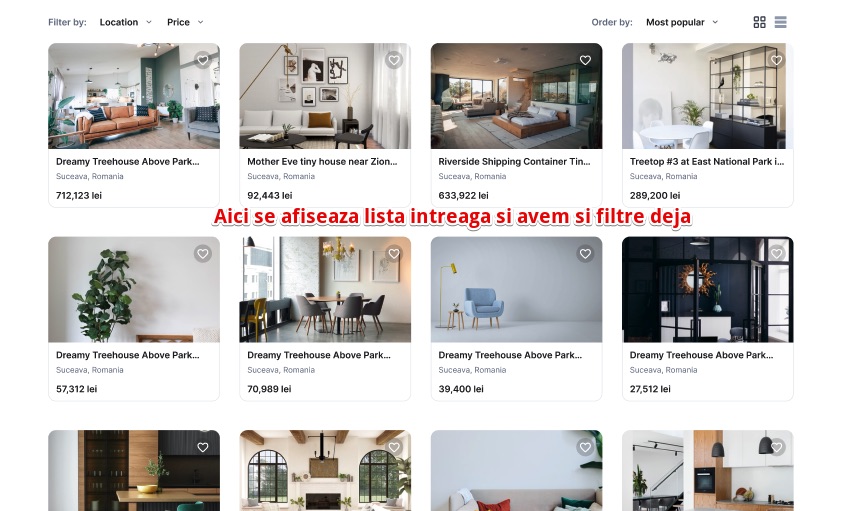 Filter by: Location Price Order by: Most popular
Dreamy Treehouse Above Park... Mother Eve tiny house near Zion... Riverside Shipping Container Tin... Treetop #3 at East National Park i...
Suceava, Romania Suceava, Romania Suceava, Romania Suceava, Romania
712,123 lei 92,443 lei 633,922 lei 289,200 lei
Aici se afiseaza lista intreaga si avem si filtre deja
Dreamy Treehouse Above Park... Dreamy Treehouse Above Park... Dreamy Treehouse Above Park... Dreamy Treehouse Above Park...
Suceava, Romania Suceava, Romania Suceava, Romania Suceava, Romania
57,312 lei 70,989 lei 39,400 lei 27,512 lei